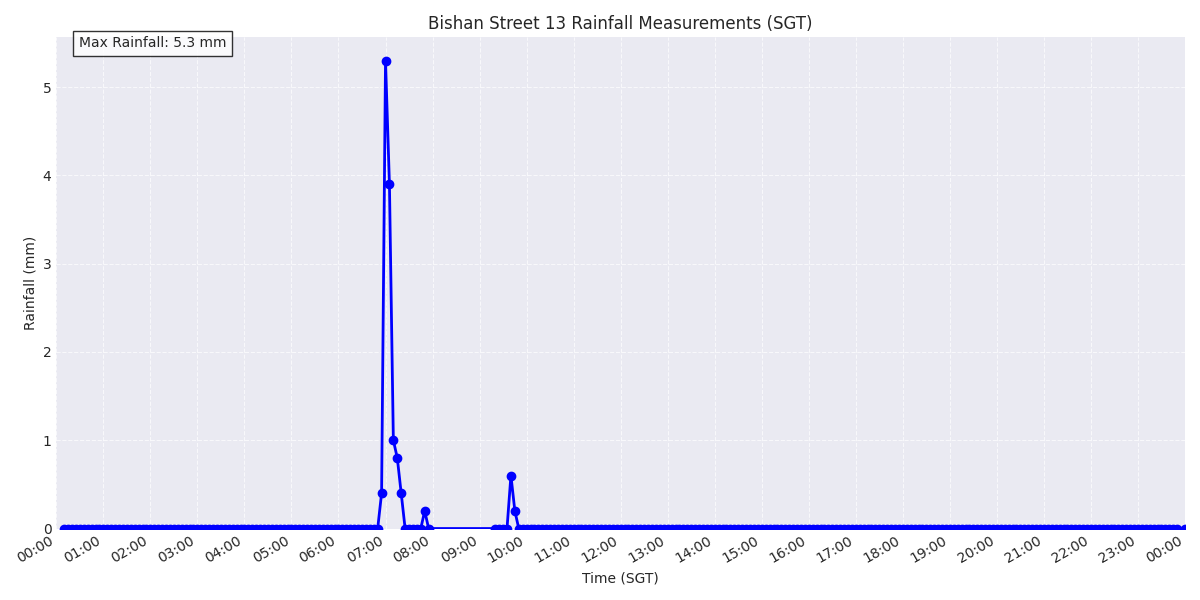 Bishan Street 13 Rainfall Measurements (SGT)
Max Rainfall: 5.3 mm
Rainfall (mm)
5
4
3
2
1
0
00:00 01:00 02:00 03:00 04:00 05:00 06:00 07:00 08:00 09:00 10:00 11:00 12:00 13:00 14:00 15:00 16:00 17:00 18:00 19:00 20:00 21:00 22:00 23:00 00:00
Time (SGT)